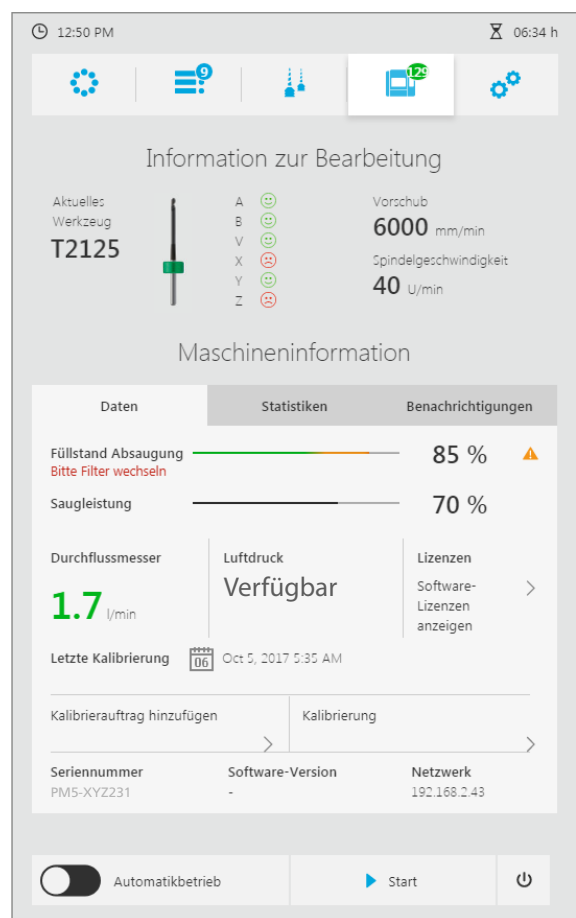 12:50 PM
06:34 h
9
129
Information zur Bearbeitung
Aktuelles
Werkzeug
T2125
A
B
V
X
Y
Z
Vorschub
6000 mm/min
Spindelgeschwindigkeit
40 U/min
Maschineninformation
Daten
Statistiken
Benachrichtigungen
Füllstand Absaugung
85 %
Bitte Filter wechseln
Saugleistung
70 %
Durchflussmesser
1.7 l/min
Luftdruck
Verfügbar
Lizenzen
Software-
Lizenzen
anzeigen
Letzte Kalibrierung
06
Oct 5, 2017 5:35 AM
Kalibrierauftrag hinzufügen
Kalibrierung
Seriennummer
PM5-XYZ231
Software-Version
-
Netzwerk
192.168.2.43
Automatikbetrieb
Start